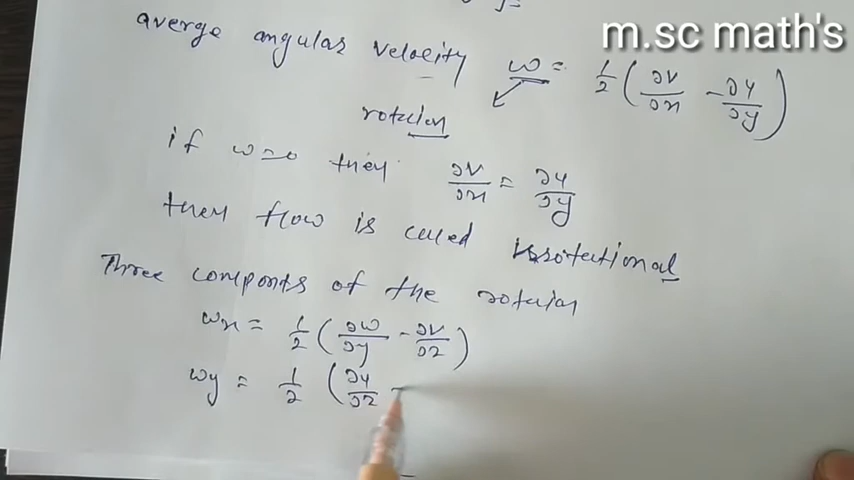 m.sc math's
averge angular velocity ω = 1/2 (∂v/∂x - ∂u/∂y)
rotation
if ω=0 then ∂v/∂x = ∂u/∂y
then flow is called irrotational
Three componts of the rotaion
ωx = 1/2 (∂w/∂y - ∂v/∂z)
ωy = 1/2 (∂u/∂z -